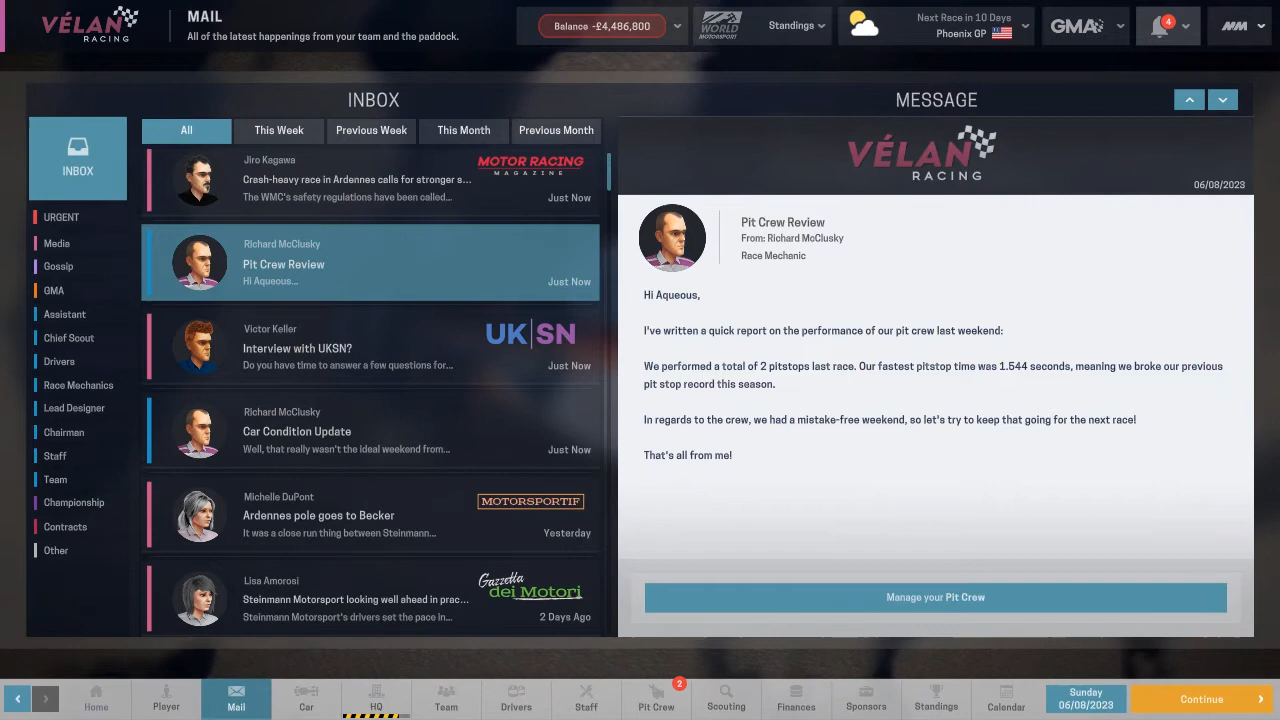 VÉLAN
RACING
MAIL
All of the latest happenings from your team and the paddock.
Balance -£4,486,800
WORLD
MOTORSPORT
Standings
Next Race in 10 Days
Phoenix GP
GMA
4
INBOX
MESSAGE
INBOX
URGENT
Media
Gossip
GMA
Assistant
Chief Scout
Drivers
Race Mechanics
Lead Designer
Chairman
Staff
Team
Championship
Contracts
Other
All
This Week
Previous Week
This Month
Previous Month
Jiro Kagawa
Crash-heavy race in Ardennes calls for stronger s...
The WMC's safety regulations have been called...
MOTOR RACING
MAGAZINE
Just Now
Richard McClusky
Pit Crew Review
Hi Aqueous...
Just Now
Victor Keller
Interview with UKSN?
Do you have time to answer a few questions for...
UK|SN
Just Now
Richard McClusky
Car Condition Update
Well, that really wasn't the ideal weekend from...
Just Now
Michelle DuPont
Ardennes pole goes to Becker
It was a close run thing between Steinmann...
MOTORSPORTIF
Yesterday
Lisa Amorosi
Steinmann Motorsport looking well ahead in prac...
Steinmann Motorsport's drivers set the pace in...
Gazzetta
dei Motori
2 Days Ago
VÉLAN
RACING
06/08/2023
Pit Crew Review
From: Richard McClusky
Race Mechanic
Hi Aqueous,
I've written a quick report on the performance of our pit crew last weekend:
We performed a total of 2 pitstops last race. Our fastest pitstop time was 1.544 seconds, meaning we broke our previous
pit stop record this season.
In regards to the crew, we had a mistake-free weekend, so let's try to keep that going for the next race!
That's all from me!
Manage your Pit Crew
Home
Player
Mail
Car
HQ
Team
Drivers
Staff
2
Pit Crew
Scouting
Finances
Sponsors
Standings
Calendar
Sunday
06/08/2023
Continue